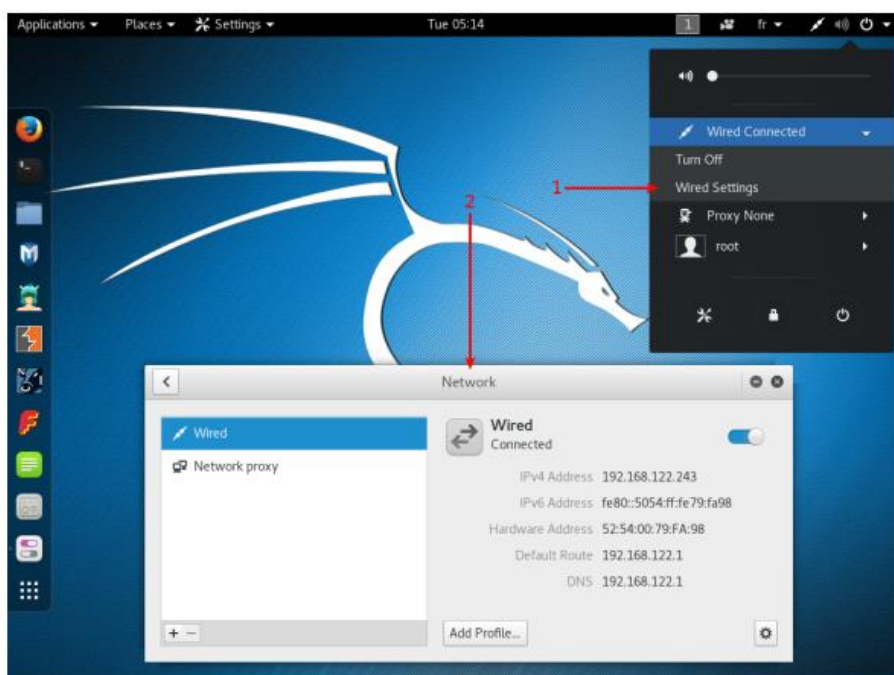 Applications Places Settings Tue 05:14 1 fr
Wired Connected
Turn Off
1 Wired Settings
2
Proxy None
root
Network
Wired
Network proxy
Wired
Connected
IPv4 Address 192.168.122.243
IPv6 Address fe80::5054:ff:fe79:fa98
Hardware Address 52:54:00:79:FA:98
Default Route 192.168.122.1
DNS 192.168.122.1
+ - Add Profile...